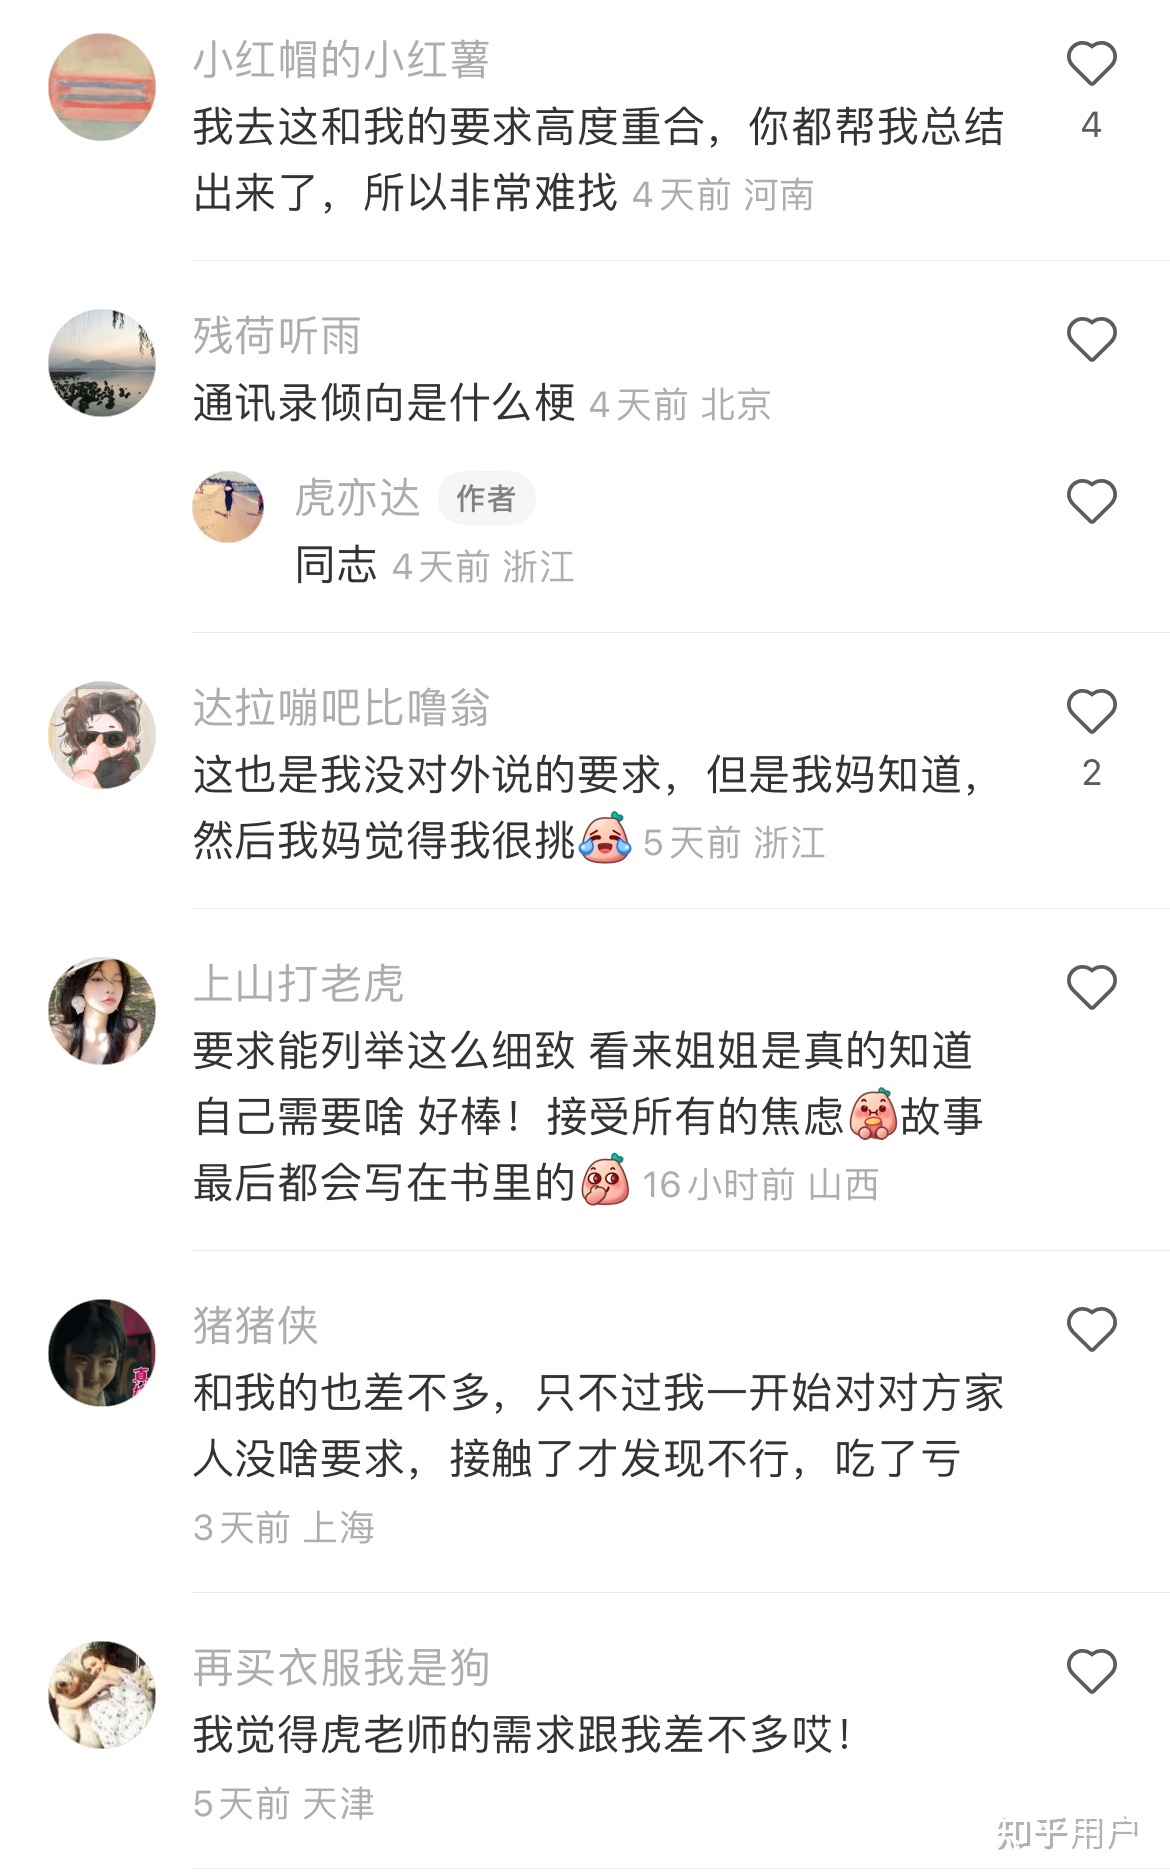 小红帽的小红薯
我去这和我的要求高度重合，你都帮我总结
4
出来了，所以非常难找 4天前 河南
残荷听雨
通讯录倾向是什么梗 4天前 北京
虎亦达 作者
同志 4天前 浙江
达拉嘣吧比噜翁
这也是我没对外说的要求，但是我妈知道，
2
然后我妈觉得我很挑 5天前 浙江
上山打老虎
要求能列举这么细致 看来姐姐是真的知道
自己需要啥 好棒！接受所有的焦虑故事
最后都会写在书里的 16小时前 山西
猪猪侠
和我的也差不多，只不过我一开始对对方家
人没啥要求，接触了才发现不行，吃了亏
3天前 上海
再买衣服我是狗
我觉得虎老师的需求跟我差不多哎！
5天前 天津
知乎用户